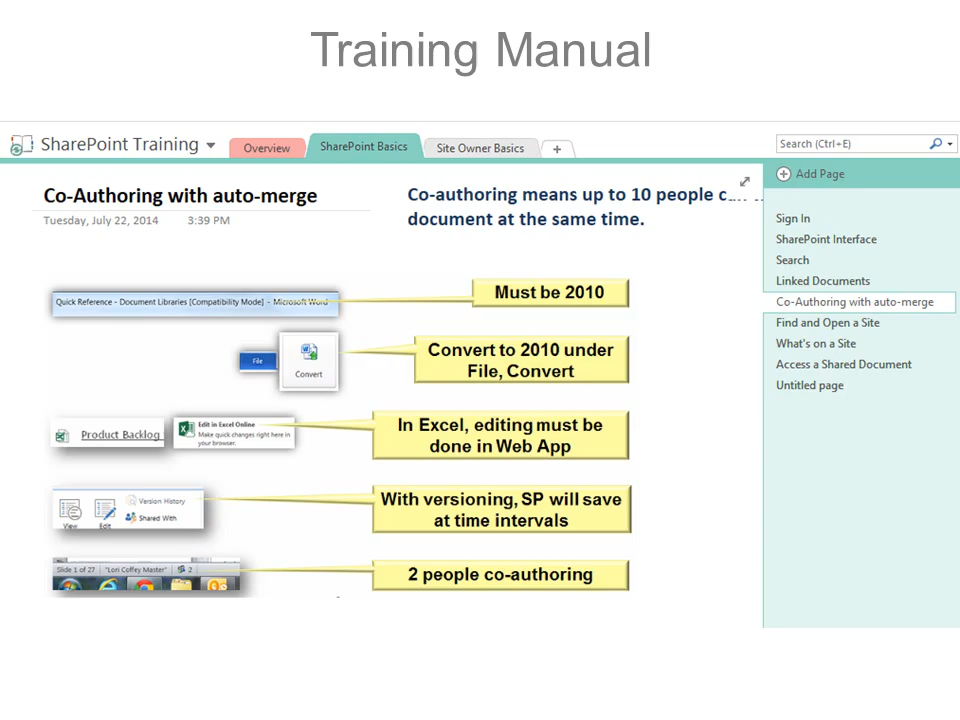 Training Manual
SharePoint Training
Overview
SharePoint Basics
Site Owner Basics
+
Search (Ctrl+E)
Add Page
Co-Authoring with auto-merge
Tuesday, July 22, 2014 3:39 PM
Co-authoring means up to 10 people
document at the same time.
Quick Reference - Document Libraries [Compatibility Mode] - Microsoft Word
Must be 2010
File
Convert
Convert to 2010 under
File, Convert
Product Backlog
Edit in Excel Online
Make quick changes right here in
your browser.
In Excel, editing must be
done in Web App
View
Edit
Version History
Shared With
With versioning, SP will save
at time intervals
Slide 1 of 27 "Lori Coffey Master" 2
2 people co-authoring
Sign In
SharePoint Interface
Search
Linked Documents
Co-Authoring with auto-merge
Find and Open a Site
What's on a Site
Access a Shared Document
Untitled page